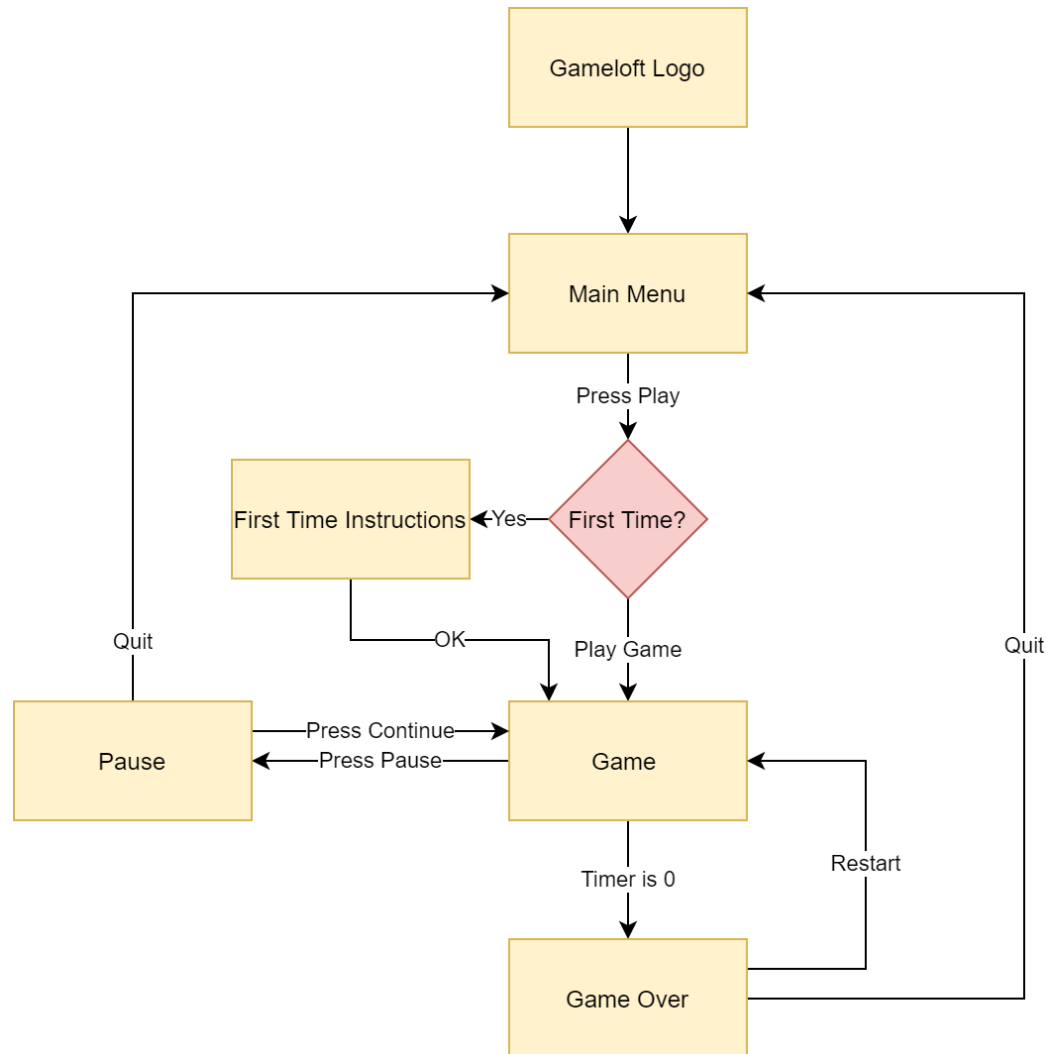 Gameloft Logo
Main Menu
Press Play
First Time Instructions
Yes
First Time?
OK
Quit
Play Game
Quit
Pause
Press Continue
Press Pause
Game
Timer is 0
Restart
Game Over